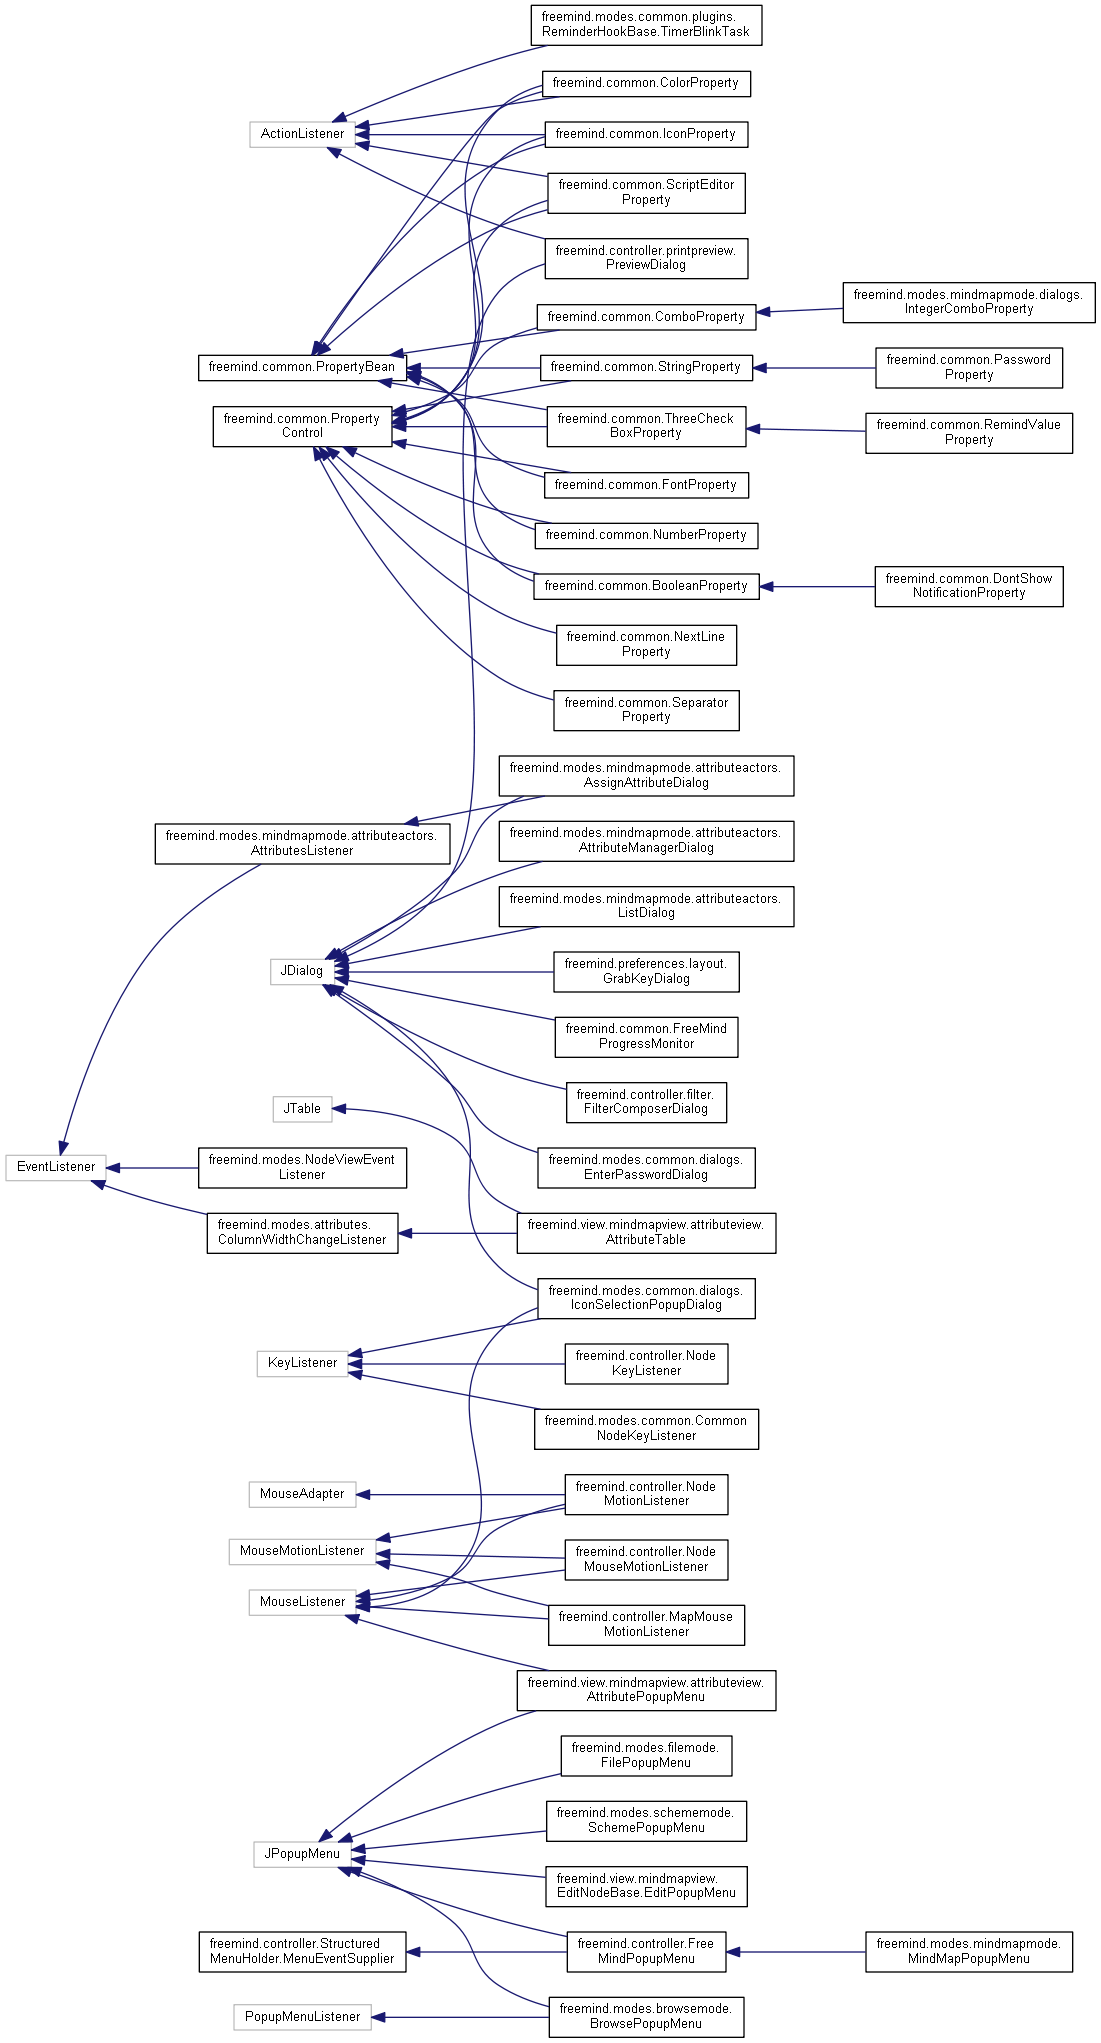 freemind.modes.common.plugins.
ReminderHookBase.TimerBlinkTask
freemind.common.ColorProperty
ActionListener
freemind.common.IconProperty
freemind.common.ScriptEditor
Property
freemind.controller.printpreview.
PreviewDialog
freemind.common.ComboProperty
freemind.modes.mindmapmode.dialogs.
IntegerComboProperty
freemind.common.PropertyBean
freemind.common.StringProperty
freemind.common.Password
Property
freemind.common.Property
Control
freemind.common.ThreeCheck
BoxProperty
freemind.common.RemindValue
Property
freemind.common.FontProperty
freemind.common.NumberProperty
freemind.common.BooleanProperty
freemind.common.DontShow
NotificationProperty
freemind.common.NextLine
Property
freemind.common.Separator
Property
freemind.modes.mindmapmode.attributeactors.
AssignAttributeDialog
freemind.modes.mindmapmode.attributeactors.
AttributesListener
freemind.modes.mindmapmode.attributeactors.
AttributeManagerDialog
freemind.modes.mindmapmode.attributeactors.
ListDialog
JDialog
freemind.preferences.layout.
GrabKeyDialog
freemind.common.FreeMind
ProgressMonitor
freemind.controller.filter.
FilterComposerDialog
JTable
EventListener
freemind.modes.NodeViewEvent
Listener
freemind.modes.common.dialogs.
EnterPasswordDialog
freemind.modes.attributes.
ColumnWidthChangeListener
freemind.view.mindmapview.attributeview.
AttributeTable
freemind.modes.common.dialogs.
IconSelectionPopupDialog
KeyListener
freemind.controller.Node
KeyListener
freemind.modes.common.Common
NodeKeyListener
MouseAdapter
freemind.controller.Node
MotionListener
MouseMotionListener
freemind.controller.Node
MouseMotionListener
MouseListener
freemind.controller.MapMouse
MotionListener
freemind.view.mindmapview.attributeview.
AttributePopupMenu
freemind.modes.filemode.
FilePopupMenu
freemind.modes.schememode.
SchemePopupMenu
JPopupMenu
freemind.view.mindmapview.
EditNodeBase.EditPopupMenu
freemind.controller.Structured
MenuHolder.MenuEventSupplier
freemind.controller.Free
MindPopupMenu
freemind.modes.mindmapmode.
MindMapPopupMenu
PopupMenuListener
freemind.modes.browsemode.
BrowsePopupMenu